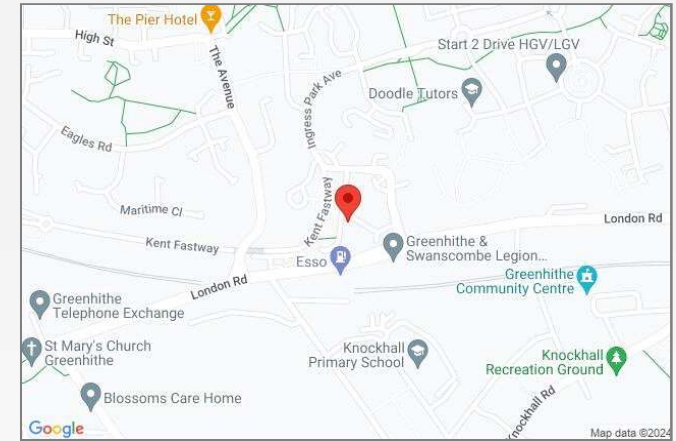 The Pier Hotel
High St
Start 2 Drive HGV/LGV
The Avenue
Ingress Park Ave
Doodle Tutors
Eagles Rd
Maritime Cl
Kent Fastway
London Rd
Kent Fastway
Greenhithe &
Swanscombe Legion...
Esso
Greenhithe
Community Centre
London Rd
Greenhithe
Telephone Exchange
St Mary's Church
Greenhithe
Knockhall
Primary School
Knockhall
Recreation Ground
Blossoms Care Home
Knockhall Rd
Google
Map data ©2024